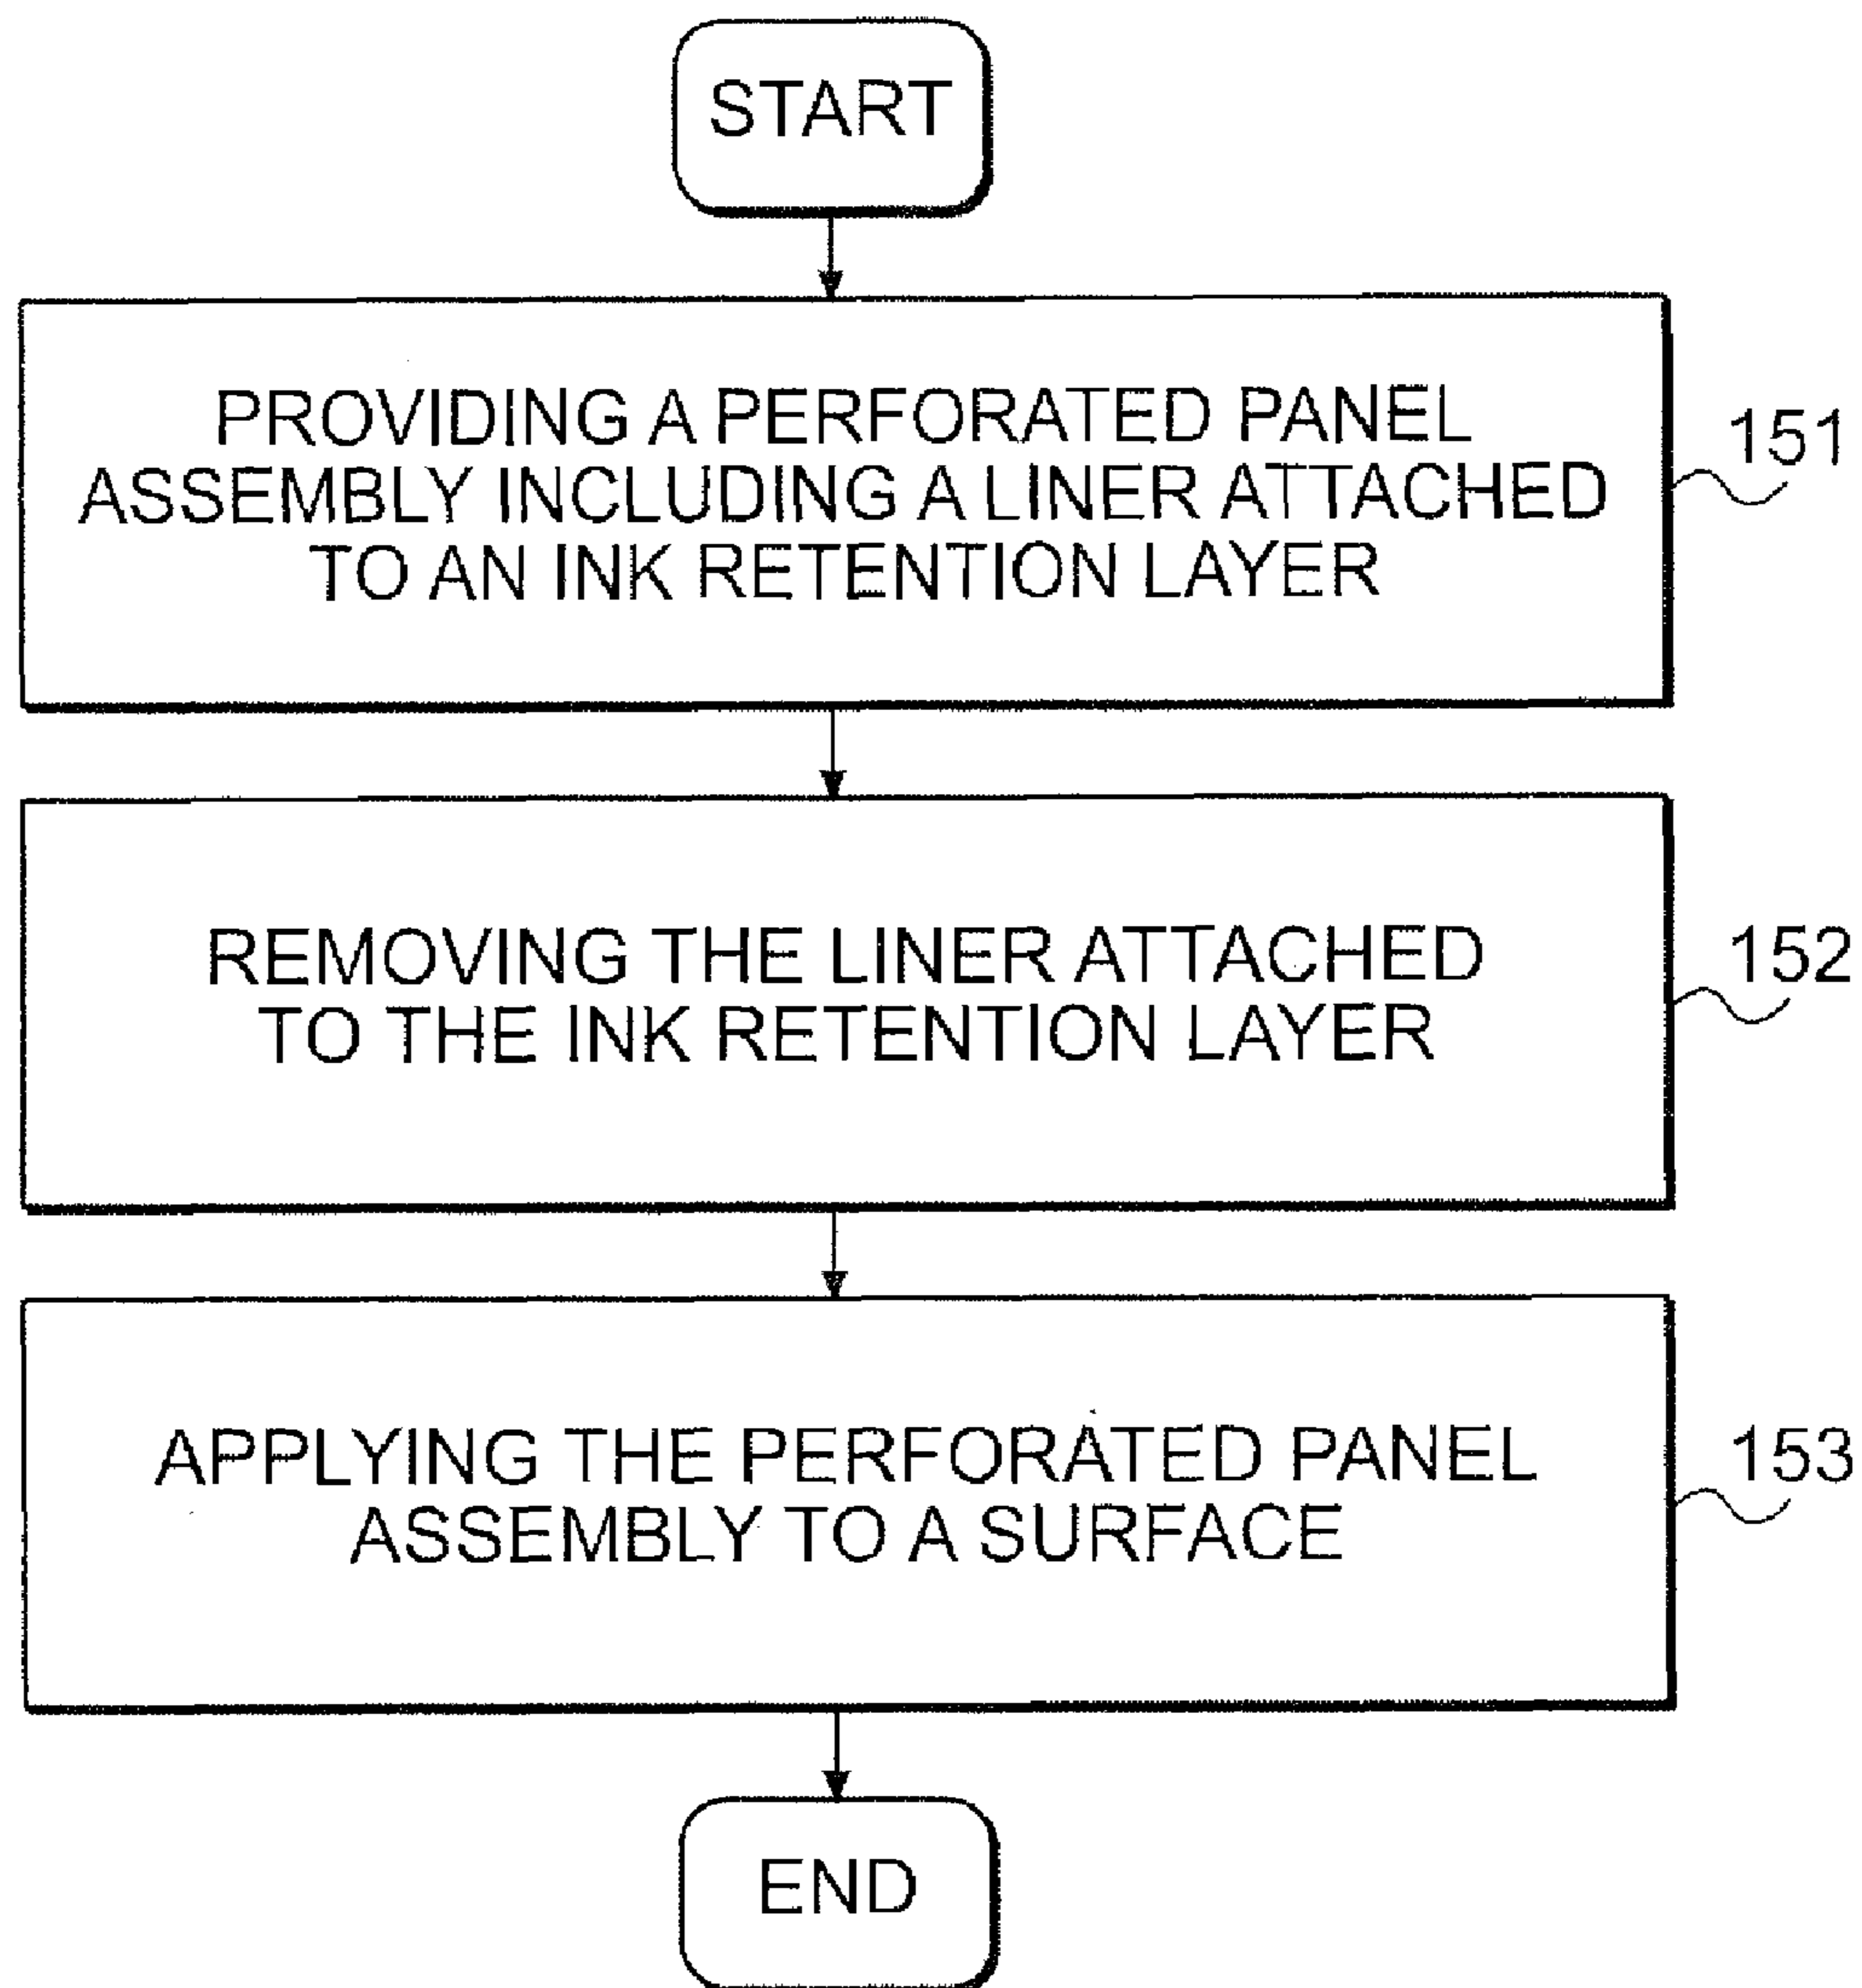 START
PROVIDING A PERFORATED PANEL
ASSEMBLY INCLUDING A LINER ATTACHED
TO AN INK RETENTION LAYER
151
REMOVING THE LINER ATTACHED
TO THE INK RETENTION LAYER
152
APPLYING THE PERFORATED PANEL
ASSEMBLY TO A SURFACE
153
END